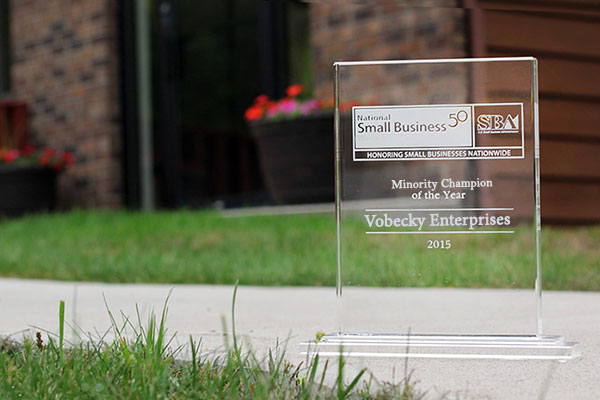 National
Small Business 50
SBA
HONORING SMALL BUSINESSES NATIONWIDE
Minority Champion
of the Year
Vobecky Enterprises
2015